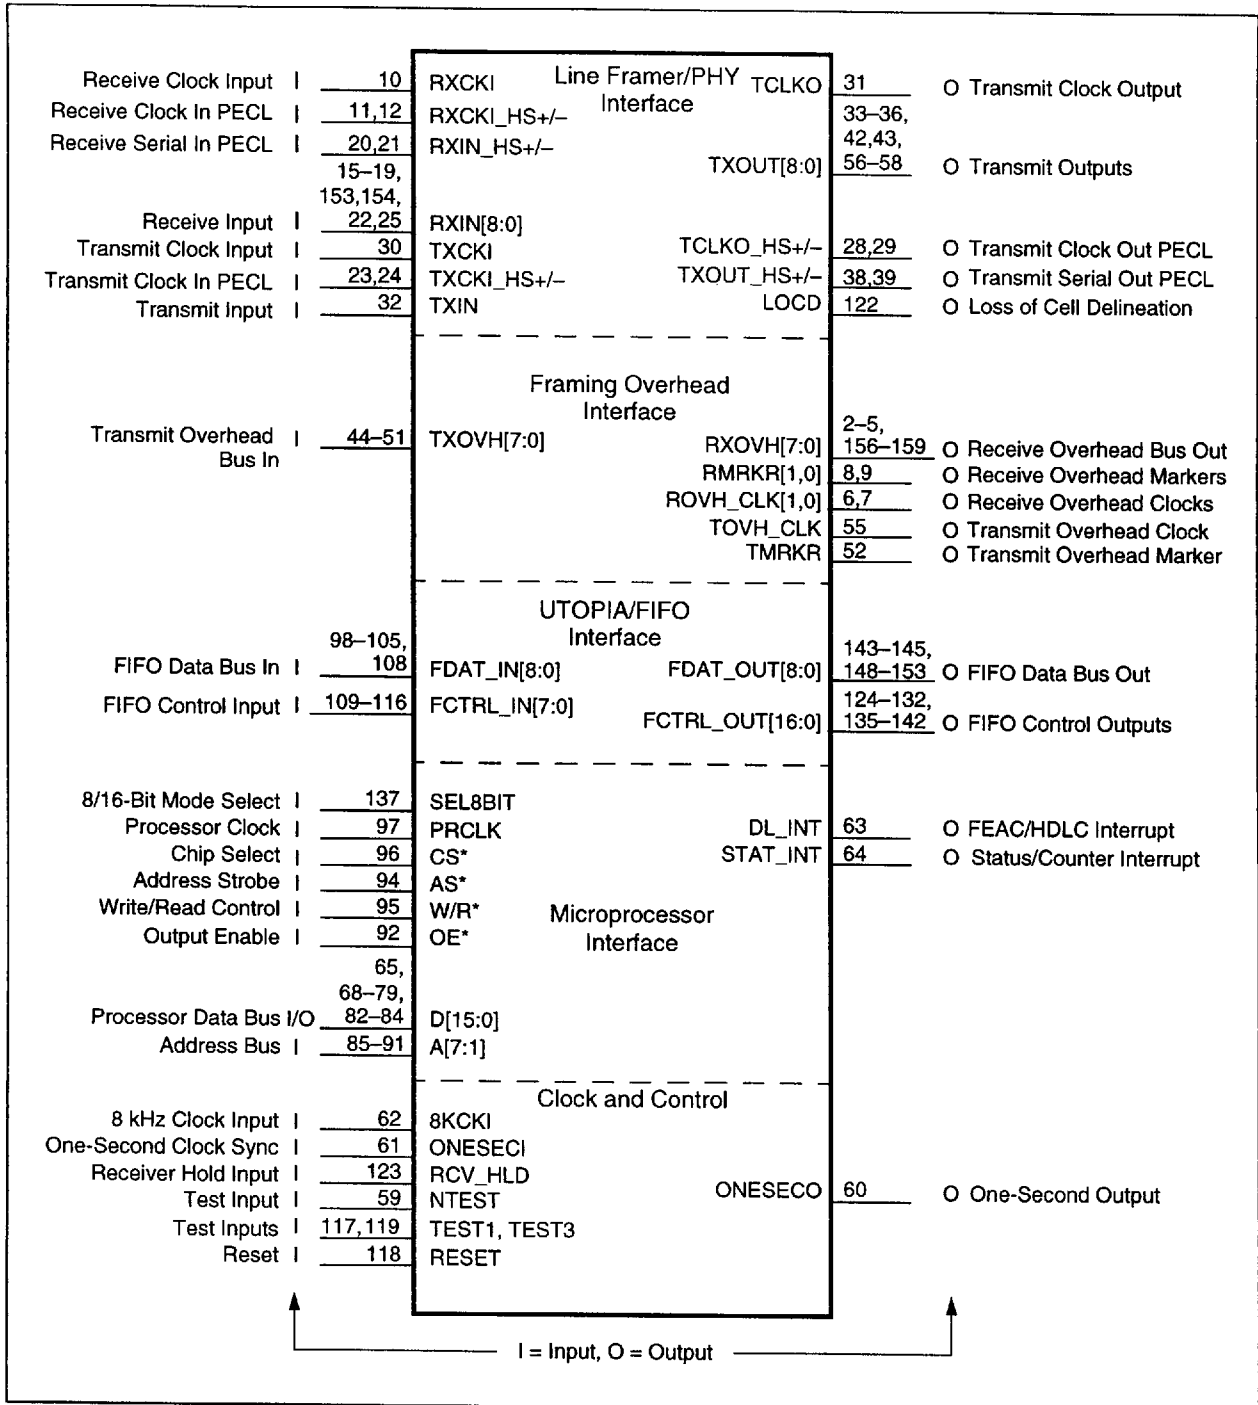 Line Framer/PHY
Interface
Receive Clock Input I 10 RXCKI
Receive Clock In PECL I 11,12 RXCKI_HS+/–
Receive Serial In PECL I 20,21 RXIN_HS+/–
15–19,
153,154,
Receive Input I 22,25 RXIN[8:0]
Transmit Clock Input I 30 TXCKI
Transmit Clock In PECL I 23,24 TXCKI_HS+/–
Transmit Input I 32 TXIN
TCLKO 31 O Transmit Clock Output
33–36,
42,43,
TXOUT[8:0] 56–58 O Transmit Outputs
TCLKO_HS+/– 28,29 O Transmit Clock Out PECL
TXOUT_HS+/– 38,39 O Transmit Serial Out PECL
LOCD 122 O Loss of Cell Delineation
Framing Overhead
Interface
Transmit Overhead I 44–51 TXOVH[7:0]
Bus In
2–5,
RXOVH[7:0] 156–159 O Receive Overhead Bus Out
RMRKR[1,0] 8,9 O Receive Overhead Markers
ROVH_CLK[1,0] 6,7 O Receive Overhead Clocks
TOVH_CLK 55 O Transmit Overhead Clock
TMRKR 52 O Transmit Overhead Marker
UTOPIA/FIFO
Interface
98–105,
FIFO Data Bus In I 108 FDAT_IN[8:0]
FIFO Control Input I 109–116 FCTRL_IN[7:0]
143–145,
FDAT_OUT[8:0] 148–153 O FIFO Data Bus Out
124–132,
FCTRL_OUT[16:0] 135–142 O FIFO Control Outputs
8/16-Bit Mode Select I 137 SEL8BIT
Processor Clock I 97 PRCLK
Chip Select I 96 CS*
Address Strobe I 94 AS*
Write/Read Control I 95 W/R*
Output Enable I 92 OE*
65,
68–79,
Processor Data Bus I/O 82–84 D[15:0]
Address Bus I 85–91 A[7:1]
DL_INT 63 O FEAC/HDLC Interrupt
STAT_INT 64 O Status/Counter Interrupt
Microprocessor
Interface
Clock and Control
8 kHz Clock Input I 62 8KCKI
One-Second Clock Sync I 61 ONESECI
Receiver Hold Input I 123 RCV_HLD
Test Input I 59 NTEST
Test Inputs I 117,119 TEST1, TEST3
Reset I 118 RESET
ONESECO 60 O One-Second Output
I = Input, O = Output